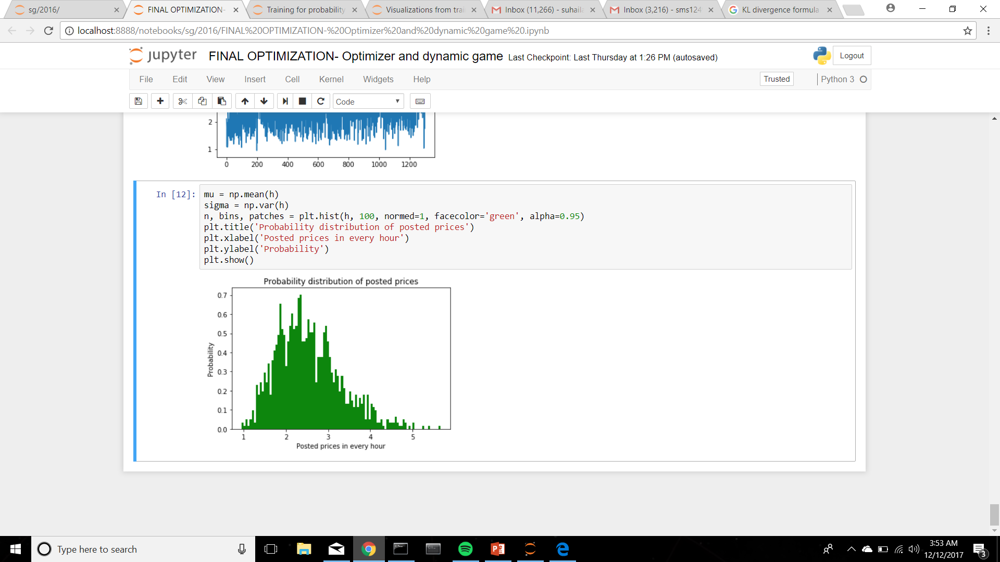 sg/2016/
FINAL OPTIMIZATION-
Training for probability
Visualizations from trai
Inbox (11,266) - suhaila
Inbox (3,216) - sms124
KL divergence formula
localhost:8888/notebooks/sg/2016/FINAL%20OPTIMIZATION-%20Optimizer%20and%20dynamic%20game%20.ipynb
jupyter FINAL OPTIMIZATION- Optimizer and dynamic game Last Checkpoint: Last Thursday at 1:26 PM (autosaved)
Logout
File Edit View Insert Cell Kernel Widgets Help
Trusted
Python 3
Code
2
1
0 200 400 600 800 1000 1200
In [12]:
mu = np.mean(h)
sigma = np.var(h)
n, bins, patches = plt.hist(h, 100, normed=1, facecolor='green', alpha=0.95)
plt.title('Probability distribution of posted prices')
plt.xlabel('Posted prices in every hour')
plt.ylabel('Probability')
plt.show()
Probability distribution of posted prices
0.7
0.6
0.5
0.4
0.3
0.2
0.1
0.0
Probability
1 2 3 4 5
Posted prices in every hour
Type here to search
3:53 AM
12/12/2017
3